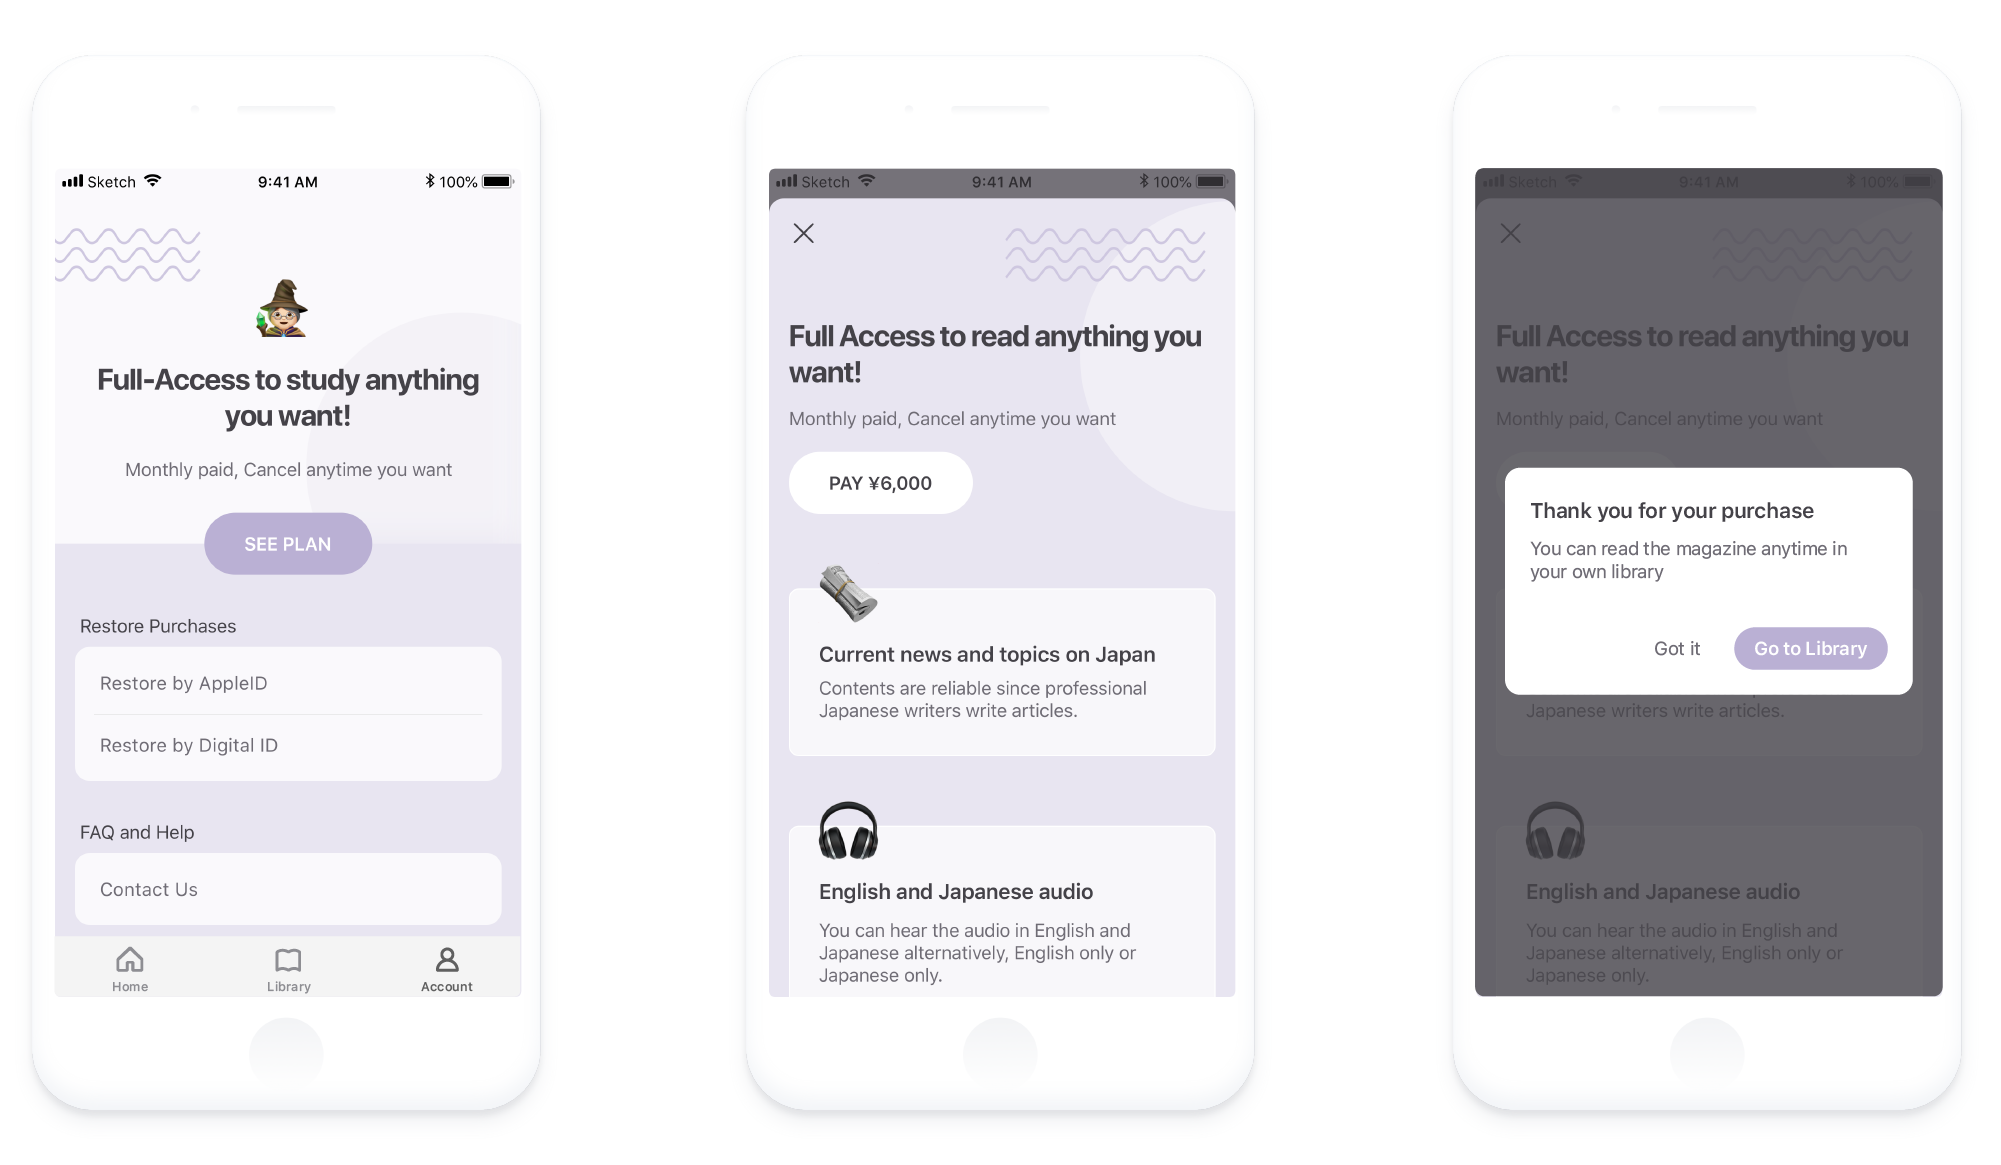 Sketch 9:41 AM 100%
Full-Access to study anything
you want!
Monthly paid, Cancel anytime you want
SEE PLAN
Restore Purchases
Restore by AppleID
Restore by Digital ID
FAQ and Help
Contact Us
Home Library Account
Sketch 9:41 AM 100%
Full Access to read anything you
want!
Monthly paid, Cancel anytime you want
PAY ¥6,000
Current news and topics on Japan
Contents are reliable since professional
Japanese writers write articles.
English and Japanese audio
You can hear the audio in English and
Japanese alternatively, English only or
Japanese only.
Sketch 9:41 AM 100%
Full Access to read anything you
want!
Monthly paid, Cancel anytime you want
Thank you for your purchase
You can read the magazine anytime in
your own library
Got it Go to Library
Japanese writers write articles.
English and Japanese audio
You can hear the audio in English and
Japanese alternatively, English only or
Japanese only.